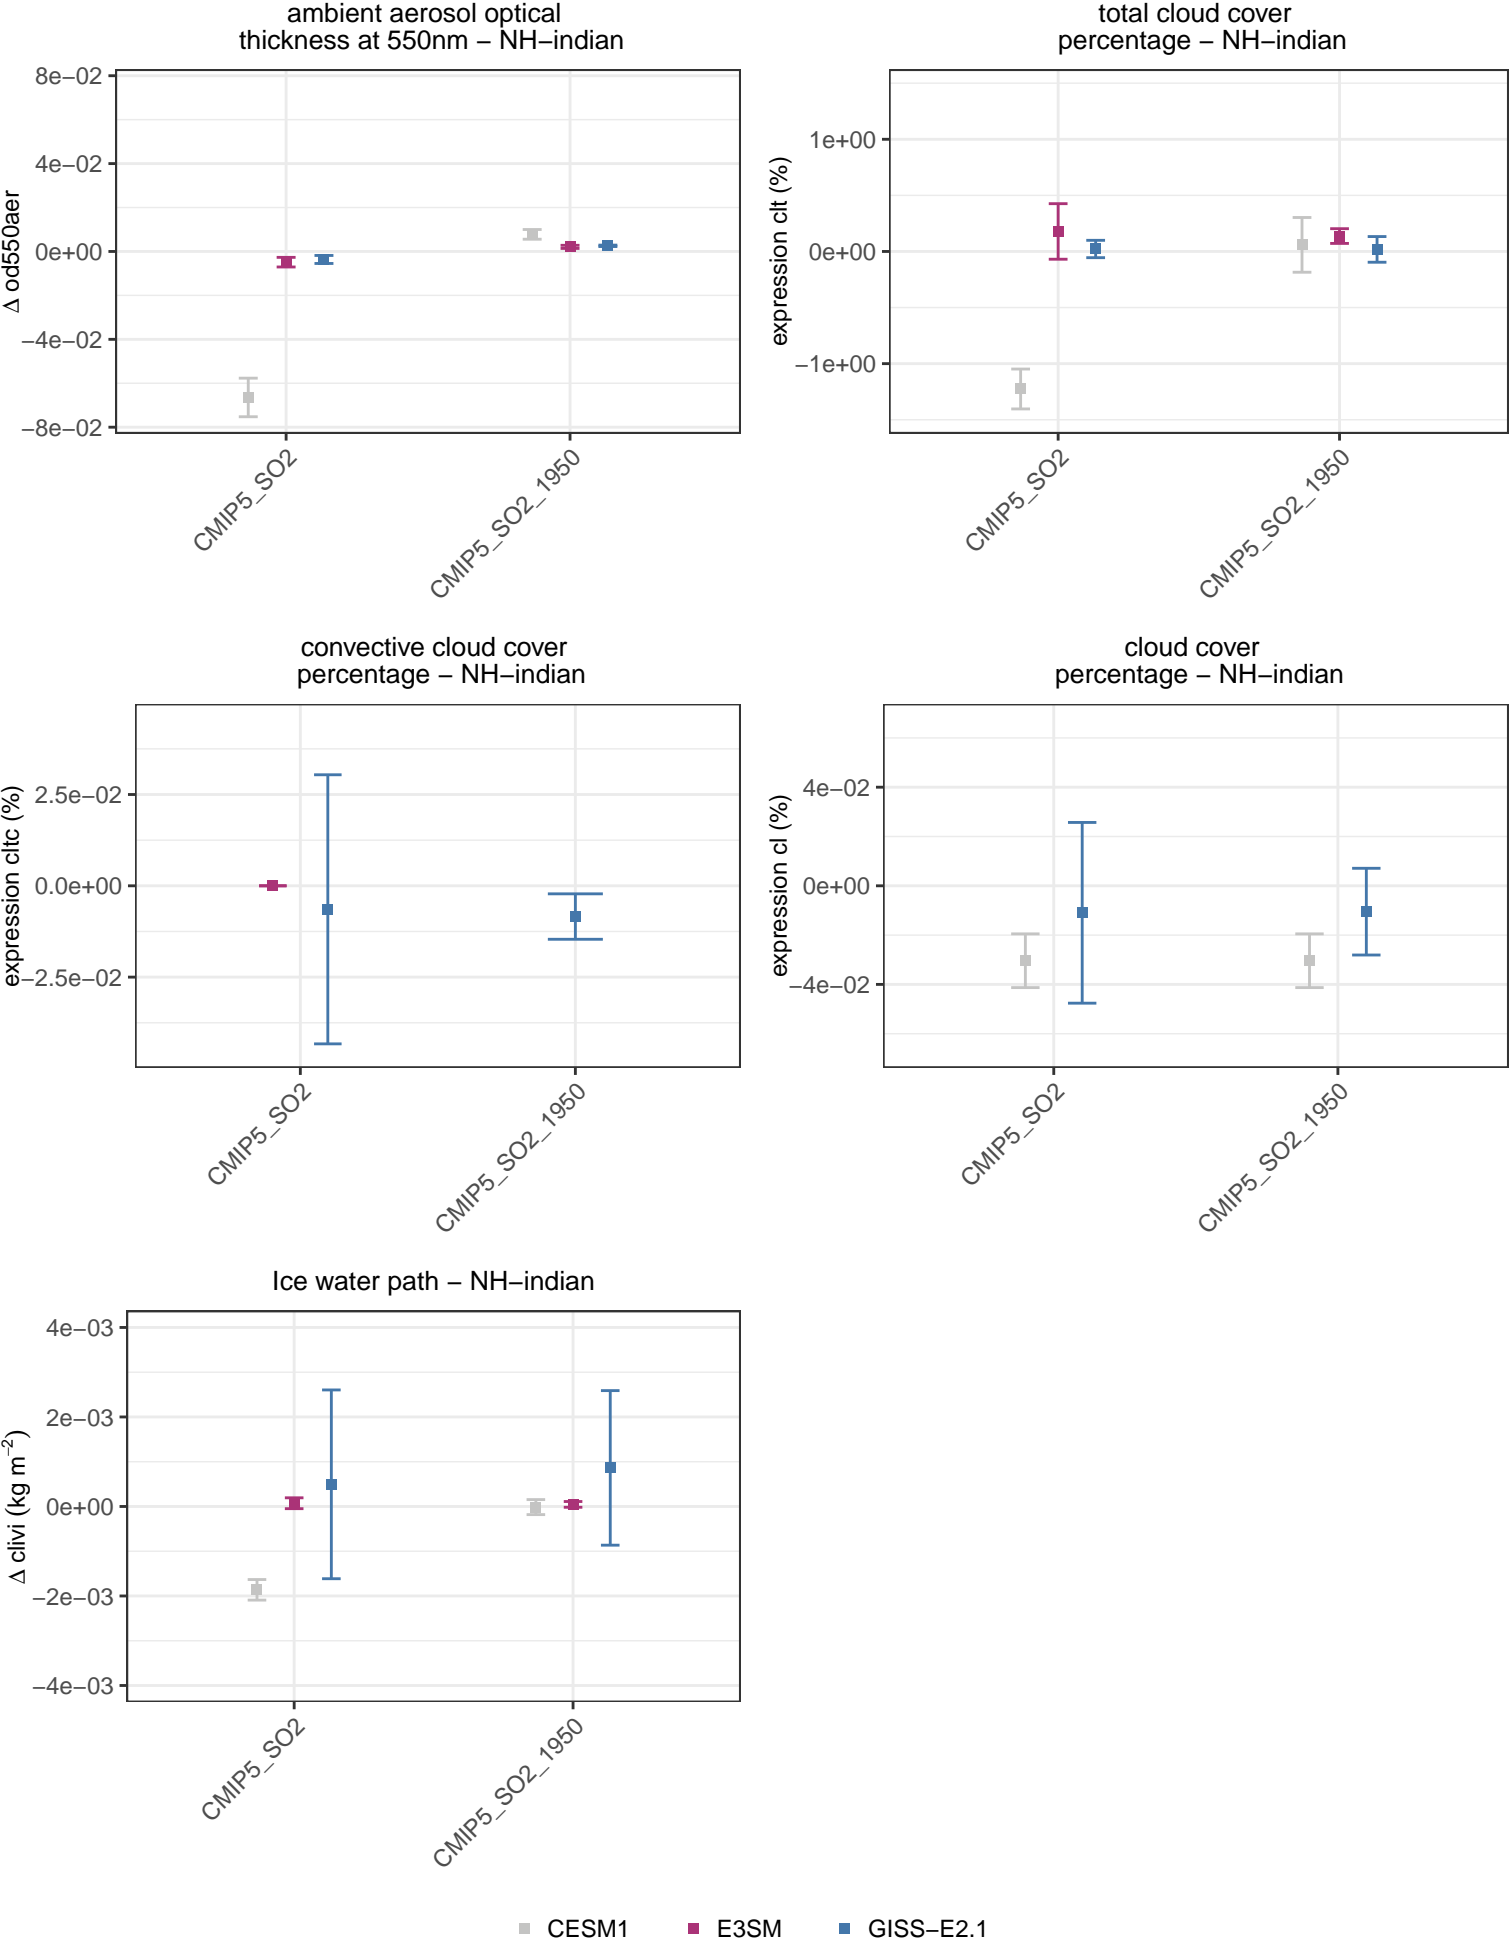 ambient aerosol optical
thickness at 550nm − NH−indian
8e−02
4e−02
0e+00
−4e−02
−8e−02
Δ od550aer
CMIP5_SO2
CMIP5_SO2_1950
total cloud cover
percentage − NH−indian
1e+00
0e+00
−1e+00
expression clt (%)
CMIP5_SO2
CMIP5_SO2_1950
convective cloud cover
percentage − NH−indian
2.5e−02
0.0e+00
−2.5e−02
expression cltc (%)
CMIP5_SO2
CMIP5_SO2_1950
cloud cover
percentage − NH−indian
4e−02
0e+00
−4e−02
expression cl (%)
CMIP5_SO2
CMIP5_SO2_1950
Ice water path − NH−indian
4e−03
2e−03
0e+00
−2e−03
−4e−03
Δ clivi (kg m⁻²)
CMIP5_SO2
CMIP5_SO2_1950
CESM1
E3SM
GISS−E2.1